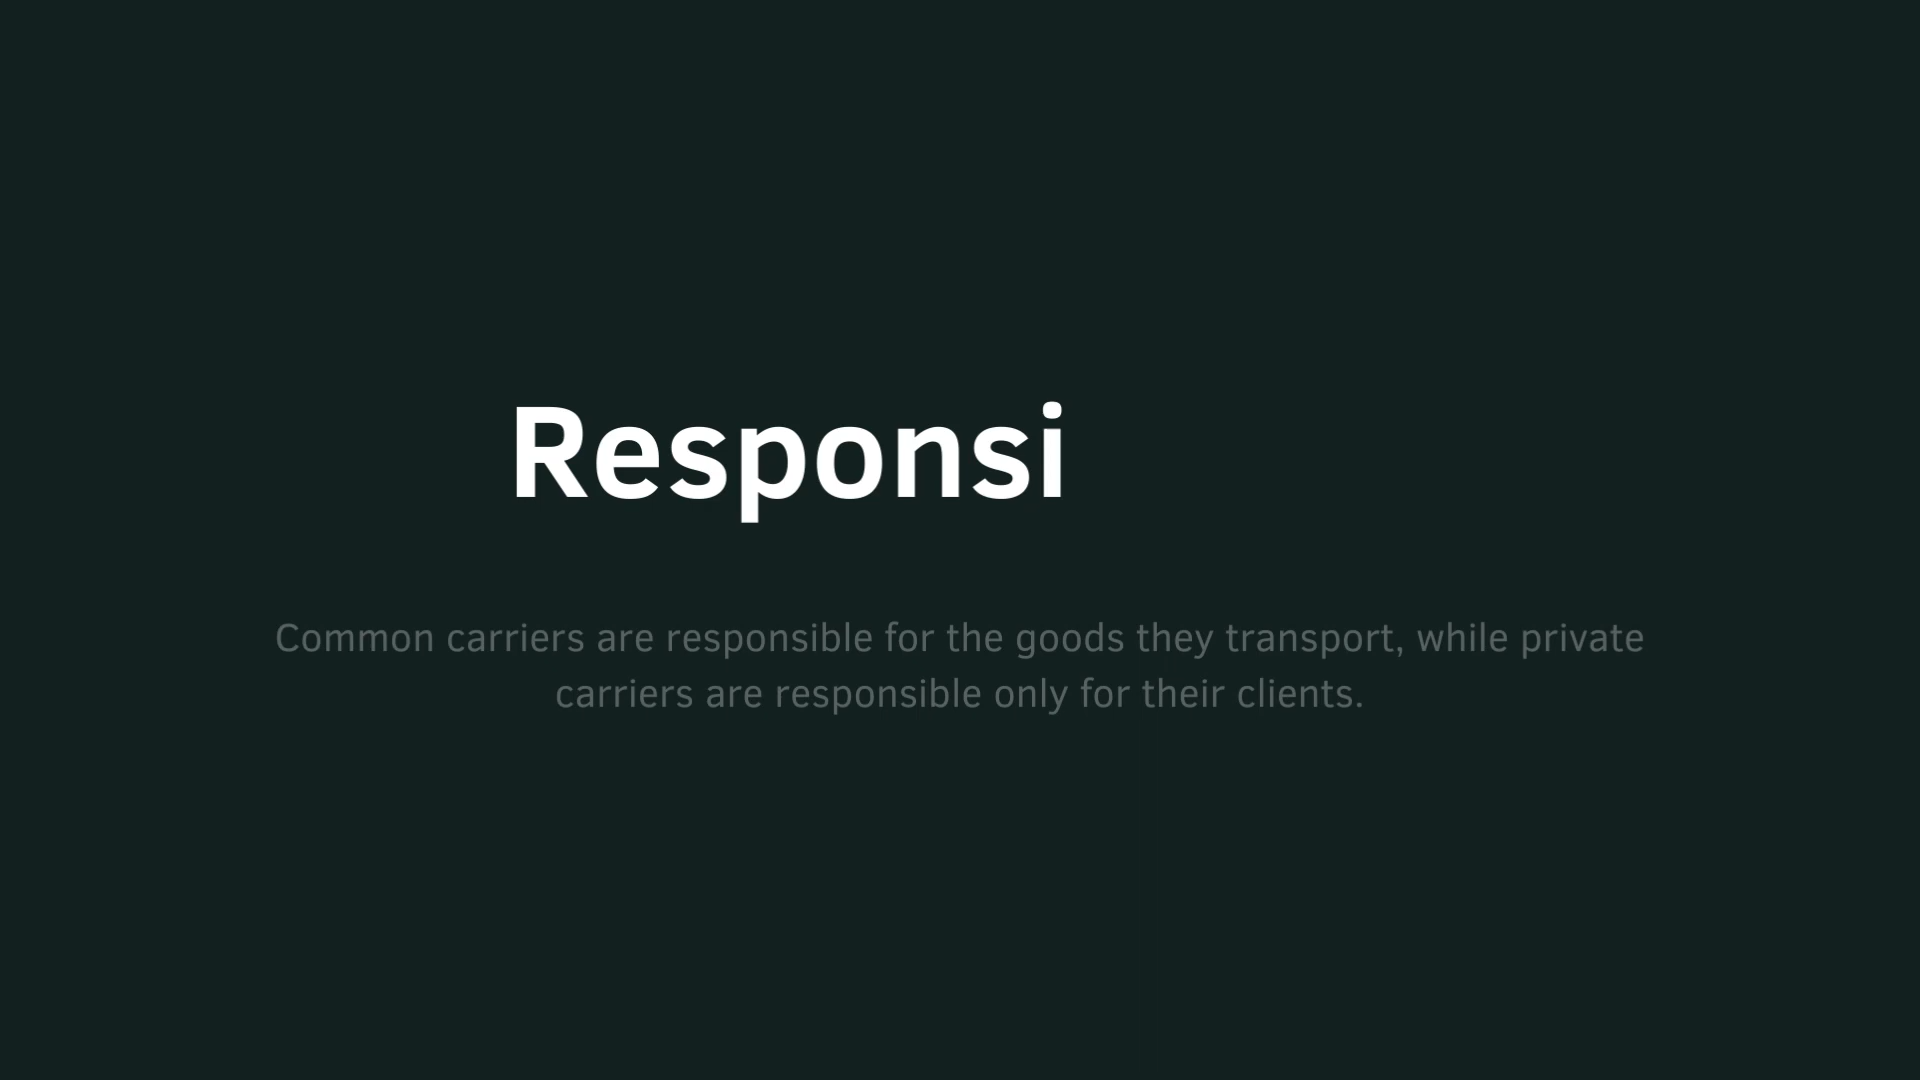 Responsi
Common carriers are responsible for the goods they transport, while private
carriers are responsible only for their clients.